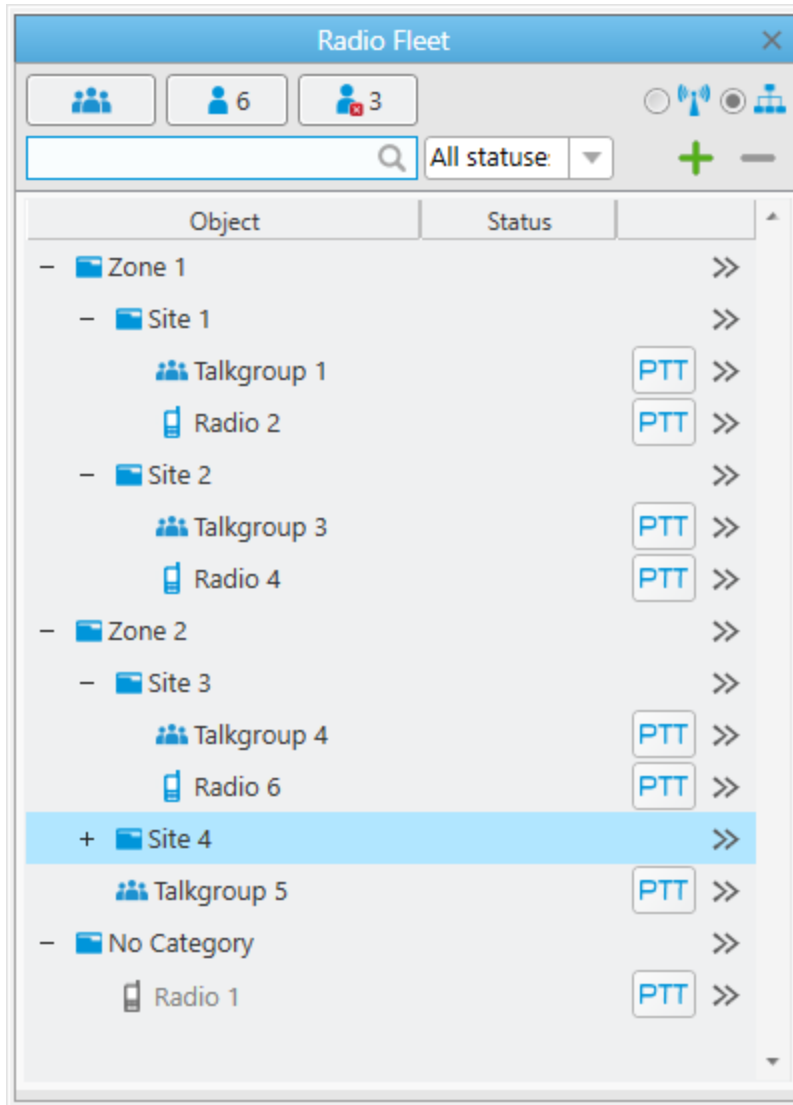 Radio Fleet
6 3
All statuse:
Object Status
Zone 1
Site 1
Talkgroup 1 PTT
Radio 2 PTT
Site 2
Talkgroup 3 PTT
Radio 4 PTT
Zone 2
Site 3
Talkgroup 4 PTT
Radio 6 PTT
Site 4
Talkgroup 5 PTT
No Category
Radio 1 PTT